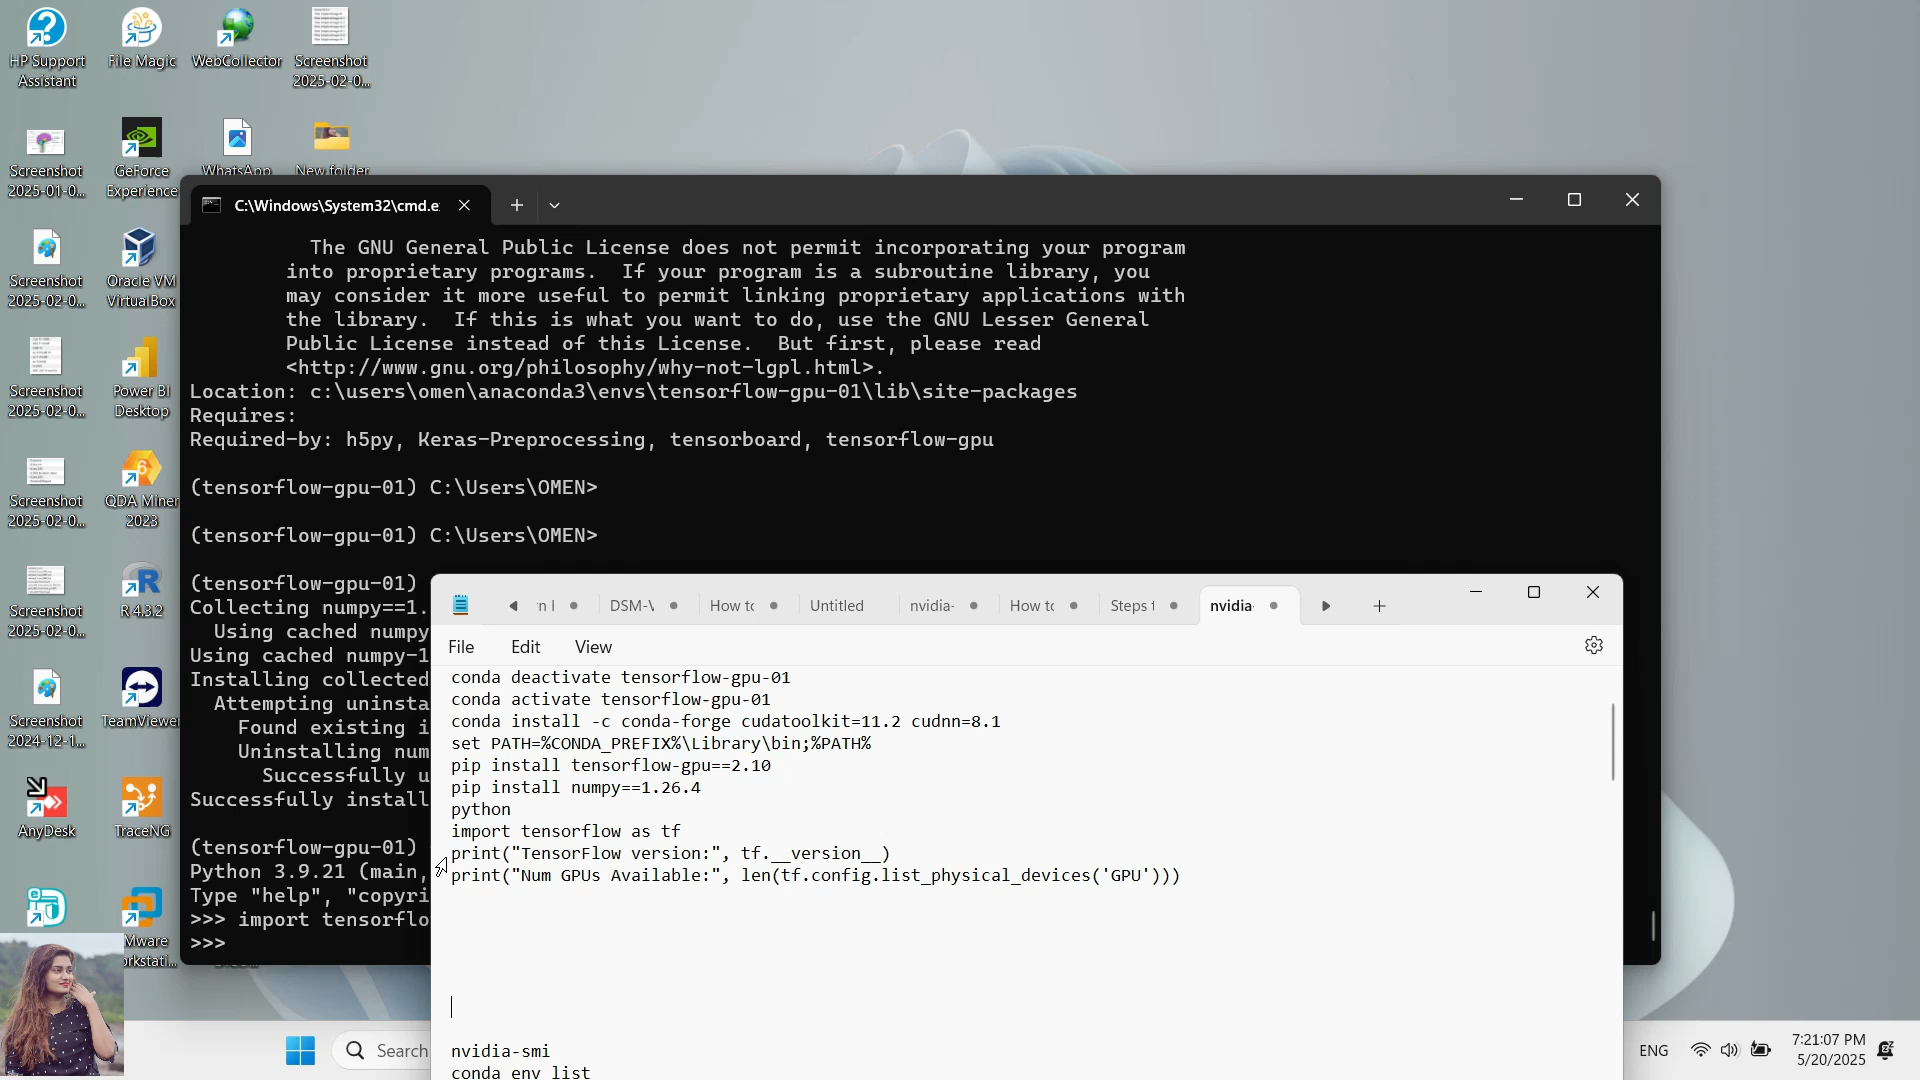 HP Support
Assistant
File Magic
WebCollector
Screenshot
2025-02-0...
Screenshot
2025-01-0...
GeForce
Experience
WhatsApp
New folder
Screenshot
2025-02-0...
Oracle VM
VirtualBox
Screenshot
2025-02-0...
Power BI
Desktop
Screenshot
2025-02-0...
QDA Miner
2023
Screenshot
2025-02-0...
R 4.3.2
Screenshot
2024-12-1...
TeamViewer
AnyDesk
TraceNG
Mware
C:\Windows\System32\cmd.e
The GNU General Public License does not permit incorporating your program
into proprietary programs.  If your program is a subroutine library, you
may consider it more useful to permit linking proprietary applications with
the library.  If this is what you want to do, use the GNU Lesser General
Public License instead of this License.  But first, please read
<http://www.gnu.org/philosophy/why-not-lgpl.html>.
Location: c:\users\omen\anaconda3\envs\tensorflow-gpu-01\lib\site-packages
Requires:
Required-by: h5py, Keras-Preprocessing, tensorboard, tensorflow-gpu
(tensorflow-gpu-01) C:\Users\OMEN>
(tensorflow-gpu-01) C:\Users\OMEN>
(tensorflow-gpu-01)
Collecting numpy==1.
Using cached numpy
Using cached numpy-1
Installing collected
Attempting uninsta
Found existing i
Uninstalling num
Successfully u
Successfully install
(tensorflow-gpu-01)
Python 3.9.21 (main,
Type "help", "copyri
>>> import tensorflo
>>>
n I DSM-V How to Untitled nvidia- How to Steps t nvidia-
File Edit View
conda deactivate tensorflow-gpu-01
conda activate tensorflow-gpu-01
conda install -c conda-forge cudatoolkit=11.2 cudnn=8.1
set PATH=%CONDA_PREFIX%\Library\bin;%PATH%
pip install tensorflow-gpu==2.10
pip install numpy==1.26.4
python
import tensorflow as tf
print("TensorFlow version:", tf.__version__)
print("Num GPUs Available:", len(tf.config.list_physical_devices('GPU')))
nvidia-smi
conda env list
Search
ENG
7:21:07 PM
5/20/2025